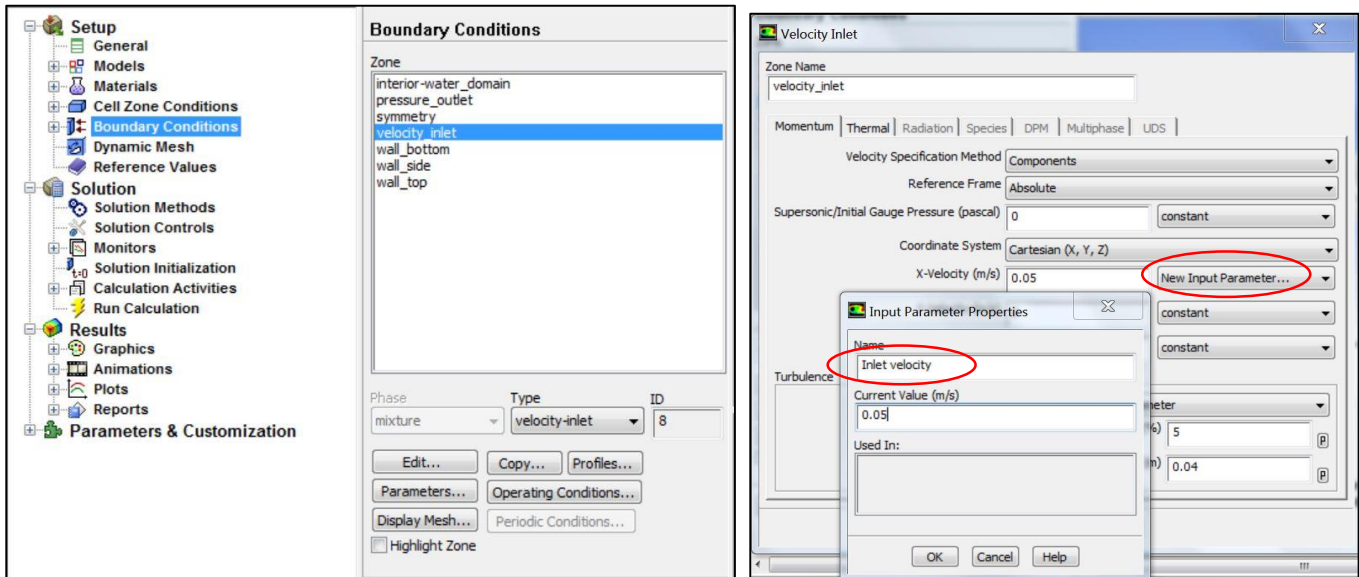 Setup
General
Models
Materials
Cell Zone Conditions
Boundary Conditions
Dynamic Mesh
Reference Values
Solution
Solution Methods
Solution Controls
Monitors
t=0 Solution Initialization
Calculation Activities
Run Calculation
Results
Graphics
Animations
Plots
Reports
Parameters & Customization
Boundary Conditions
Zone
interior-water_domain
pressure_outlet
symmetry
velocity_inlet
wall_bottom
wall_side
wall_top
Phase Type ID
mixture velocity-inlet 8
Edit... Copy... Profiles...
Parameters... Operating Conditions...
Display Mesh... Periodic Conditions...
Highlight Zone
Velocity Inlet
Zone Name
velocity_inlet
Momentum Thermal Radiation Species DPM Multiphase UDS
Velocity Specification Method Components
Reference Frame Absolute
Supersonic/Initial Gauge Pressure (pascal) 0 constant
Coordinate System Cartesian (X, Y, Z)
X-Velocity (m/s) 0.05 New Input Parameter...
constant
constant
Turbulence
5 P
0.04 P
Input Parameter Properties
Name
Inlet velocity
Current Value (m/s)
0.05
Used In:
OK Cancel Help